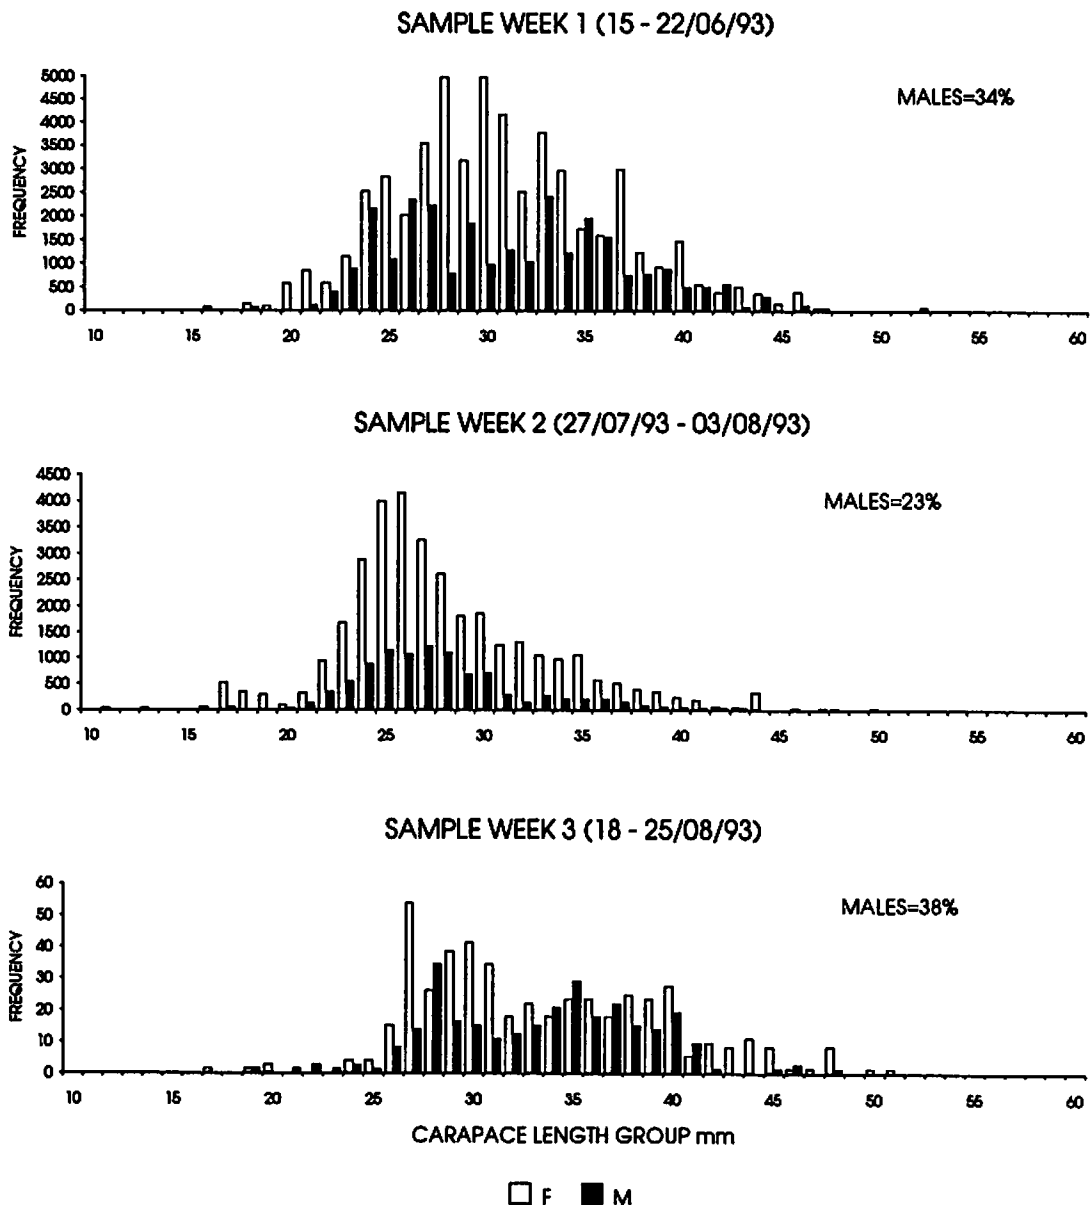 SAMPLE WEEK 1 (15 - 22/06/93)
MALES=34%
FREQUENCY
5000
4500
4000
3500
3000
2500
2000
1500
1000
500
0
10 15 20 25 30 35 40 45 50 55 60
SAMPLE WEEK 2 (27/07/93 - 03/08/93)
MALES=23%
FREQUENCY
4500
4000
3500
3000
2500
2000
1500
1000
500
0
10 15 20 25 30 35 40 45 50 55 60
SAMPLE WEEK 3 (18 - 25/08/93)
MALES=38%
FREQUENCY
60
50
40
30
20
10
0
10 15 20 25 30 35 40 45 50 55 60
CARAPACE LENGTH GROUP mm
F M